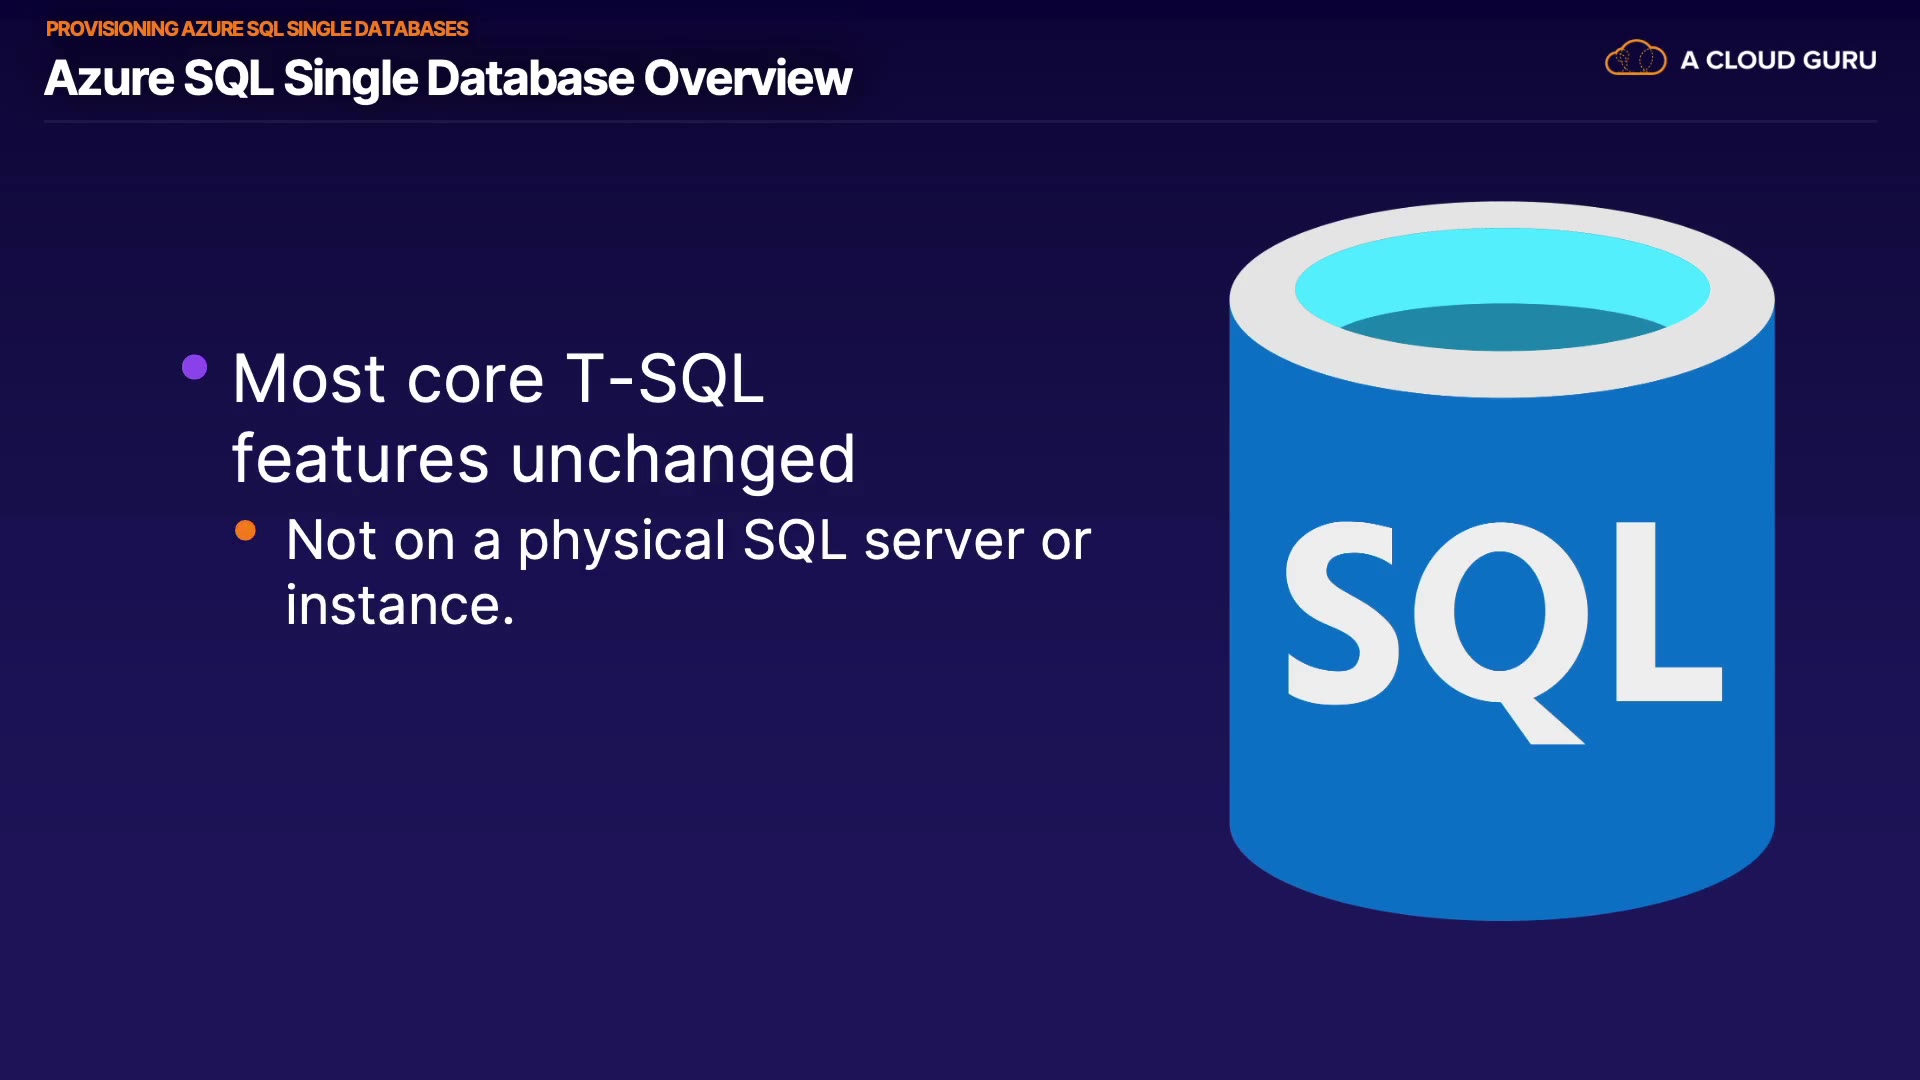 PROVISIONING AZURE SQL SINGLE DATABASES
Azure SQL Single Database Overview
A CLOUD GURU
Most core T-SQL
features unchanged
Not on a physical SQL server or
instance.
SQL